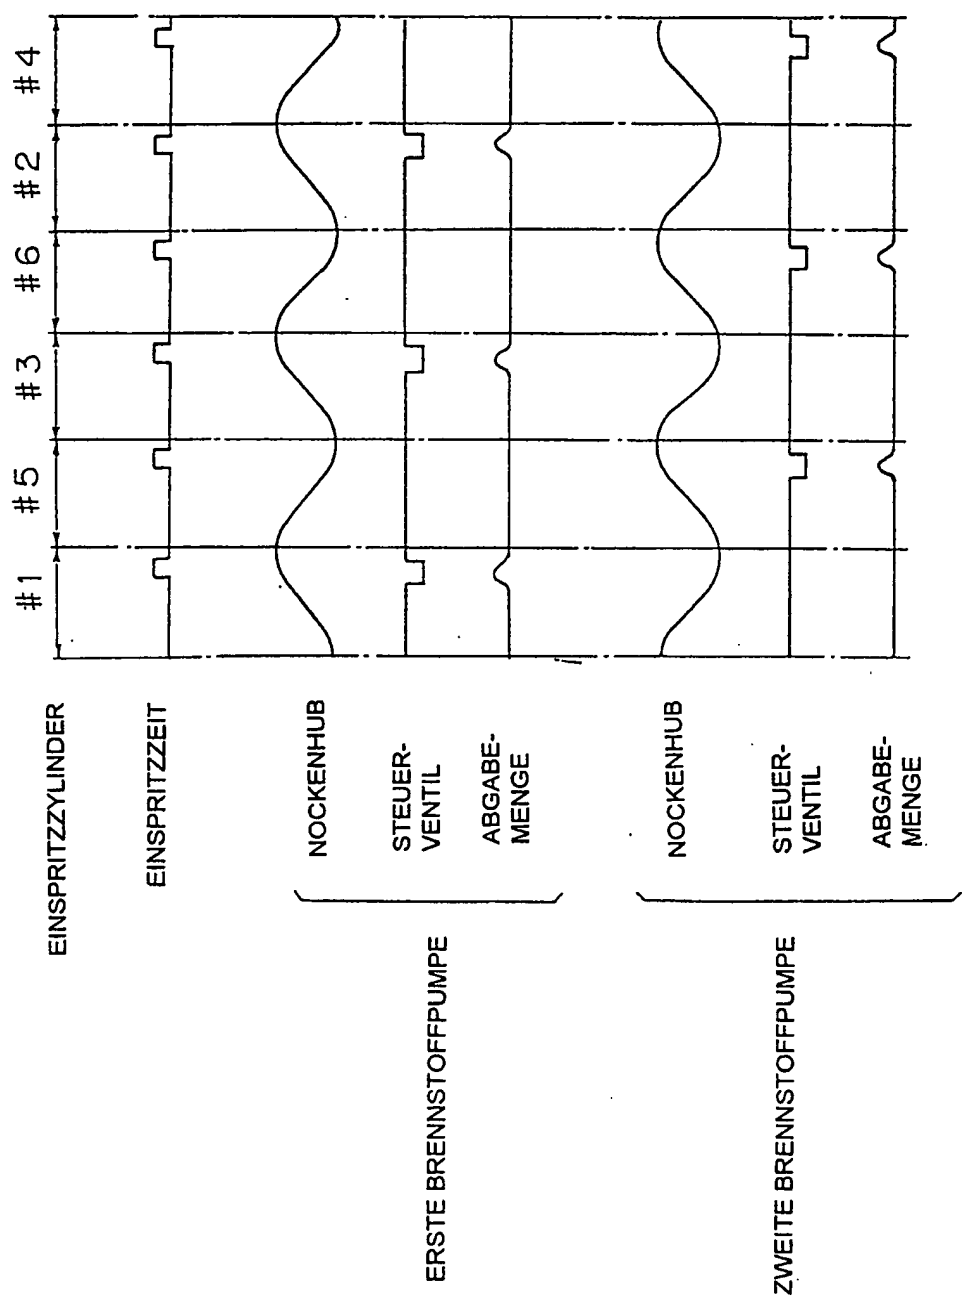 EINSPRITZZYLINDER
#1 #5 #3 #6 #2 #4
EINSPRITZZEIT
ERSTE BRENNSTOFFPUMPE
NOCKENHUB
STEUER-
VENTIL
ABGABE-
MENGE
ZWEITE BRENNSTOFFPUMPE
NOCKENHUB
STEUER-
VENTIL
ABGABE-
MENGE